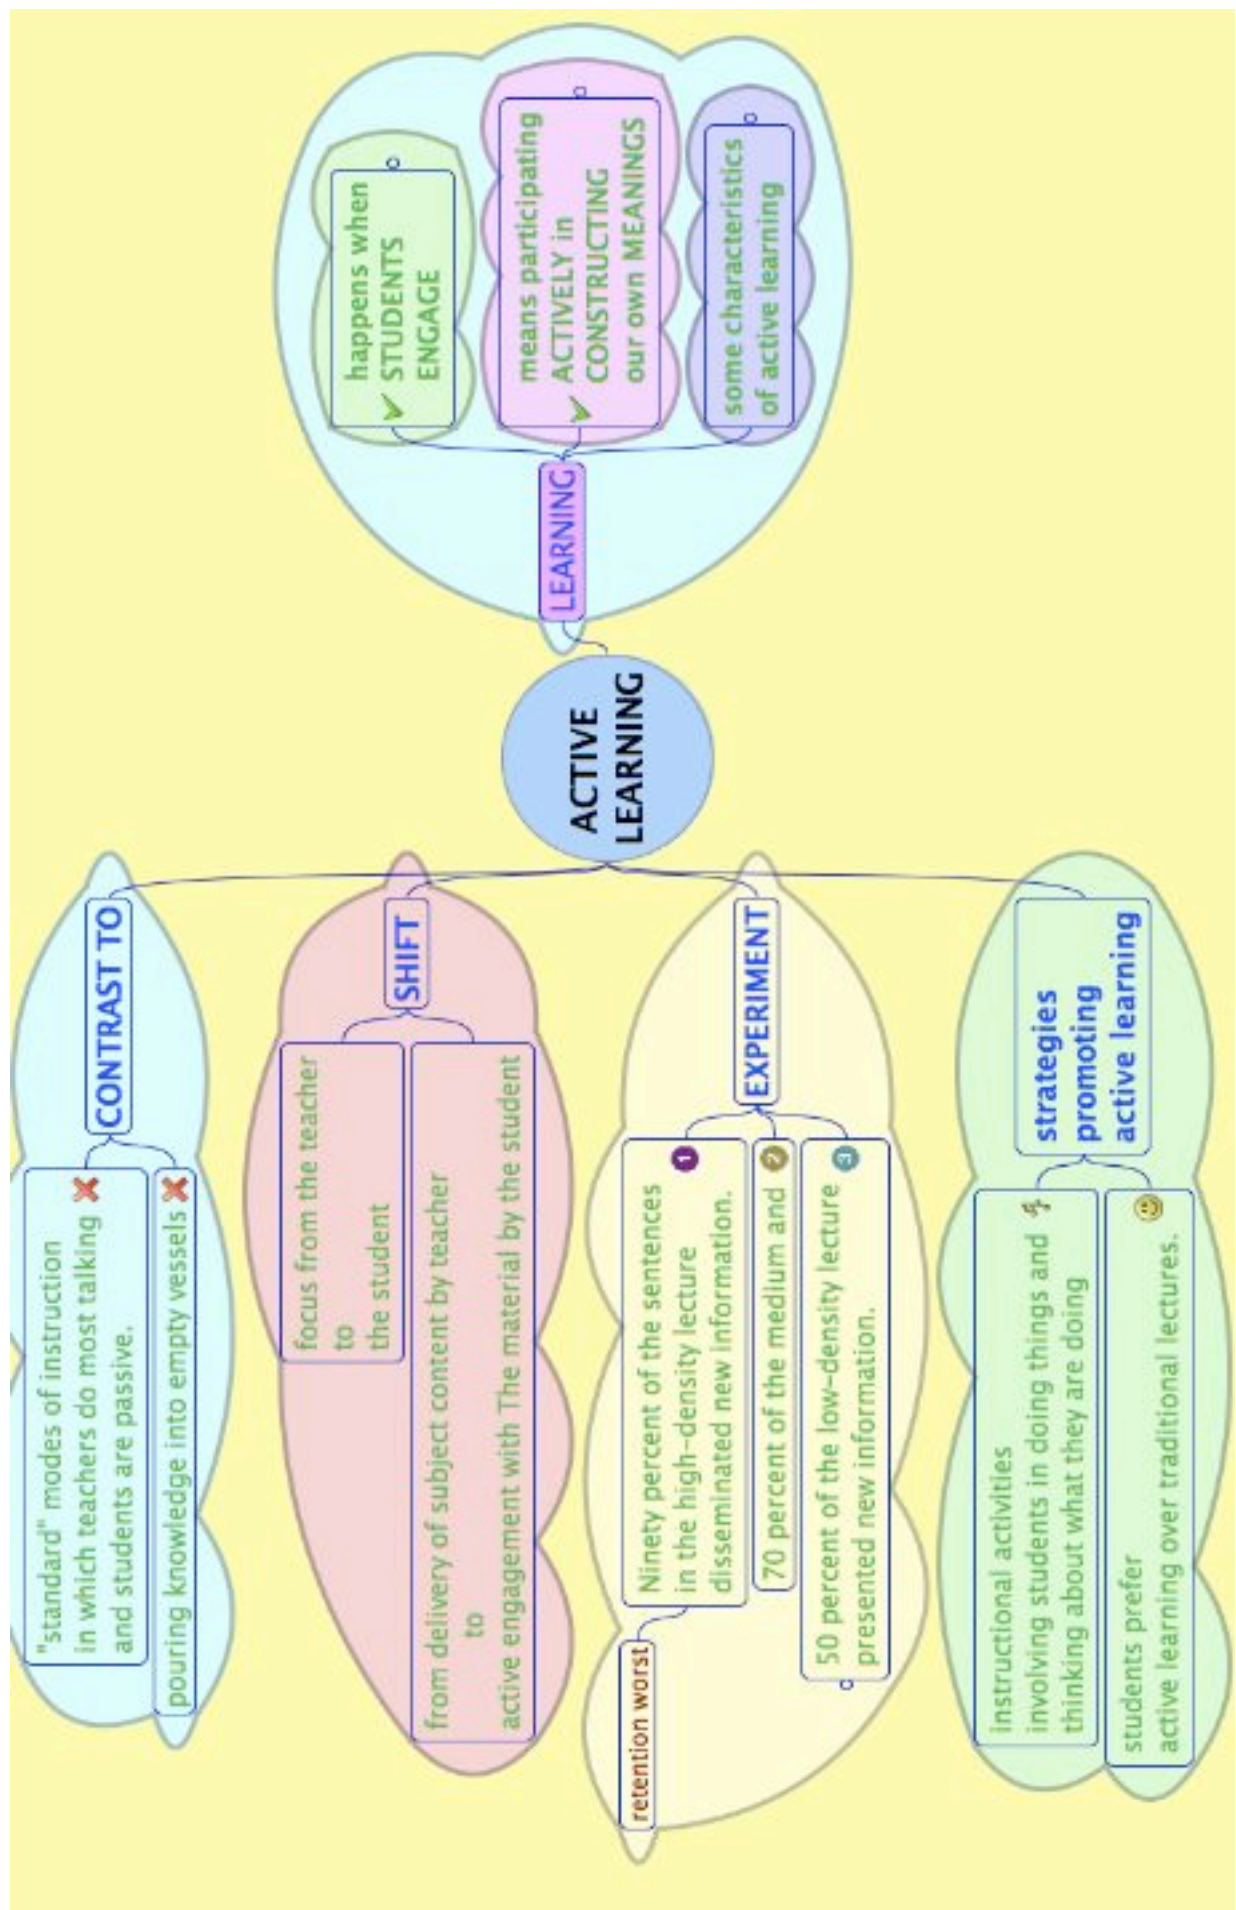 CONTRAST TO
"standard" modes of instruction
in which teachers do most talking
and students are passive.
pouring knowledge into empty vessels
SHIFT
focus from the teacher
to
the student
from delivery of subject content by teacher
to
active engagement with The material by the student
EXPERIMENT
1
Ninety percent of the sentences
in the high-density lecture
disseminated new information.
retention worst
2
70 percent of the medium and
3
50 percent of the low-density lecture
presented new information.
strategies
promoting
active learning
instructional activities
involving students in doing things and
thinking about what they are doing
students prefer
active learning over traditional lectures.
ACTIVE
LEARNING
LEARNING
happens when
STUDENTS
ENGAGE
means participating
ACTIVELY in
CONSTRUCTING
our own MEANINGS
some characteristics
of active learning